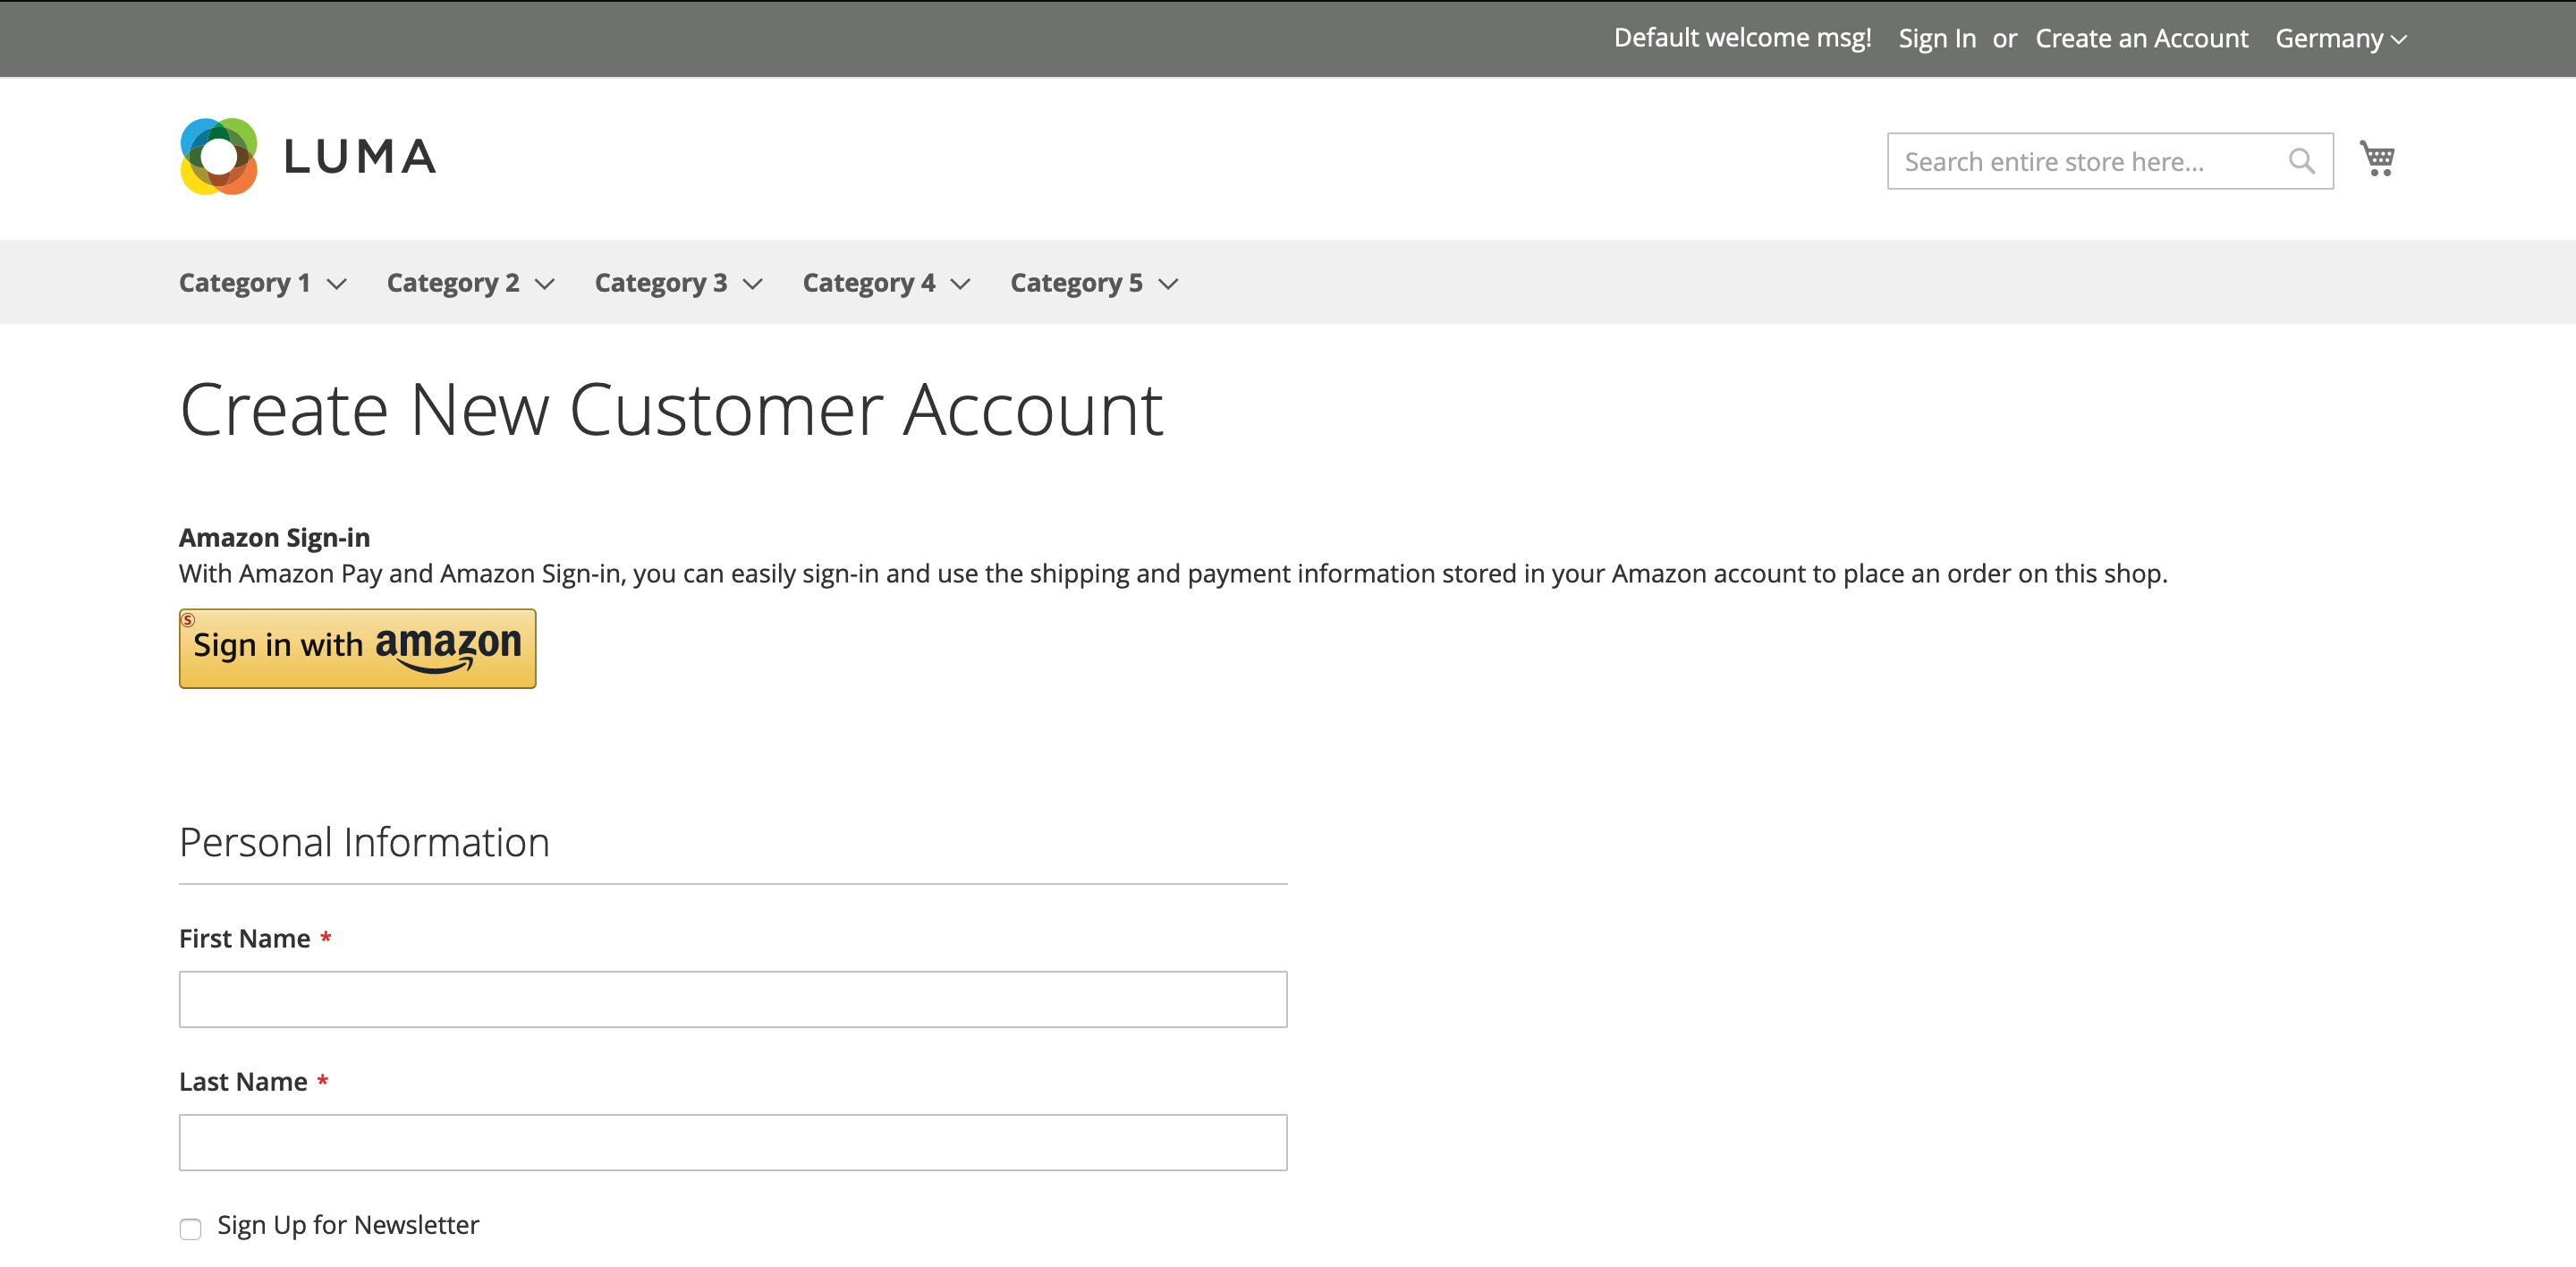 Default welcome msg! Sign In or Create an Account Germany
LUMA
Search entire store here...
Category 1 Category 2 Category 3 Category 4 Category 5
Create New Customer Account
Amazon Sign-in
With Amazon Pay and Amazon Sign-in, you can easily sign-in and use the shipping and payment information stored in your Amazon account to place an order on this shop.
S
Sign in with amazon
Personal Information
First Name *
Last Name *
Sign Up for Newsletter